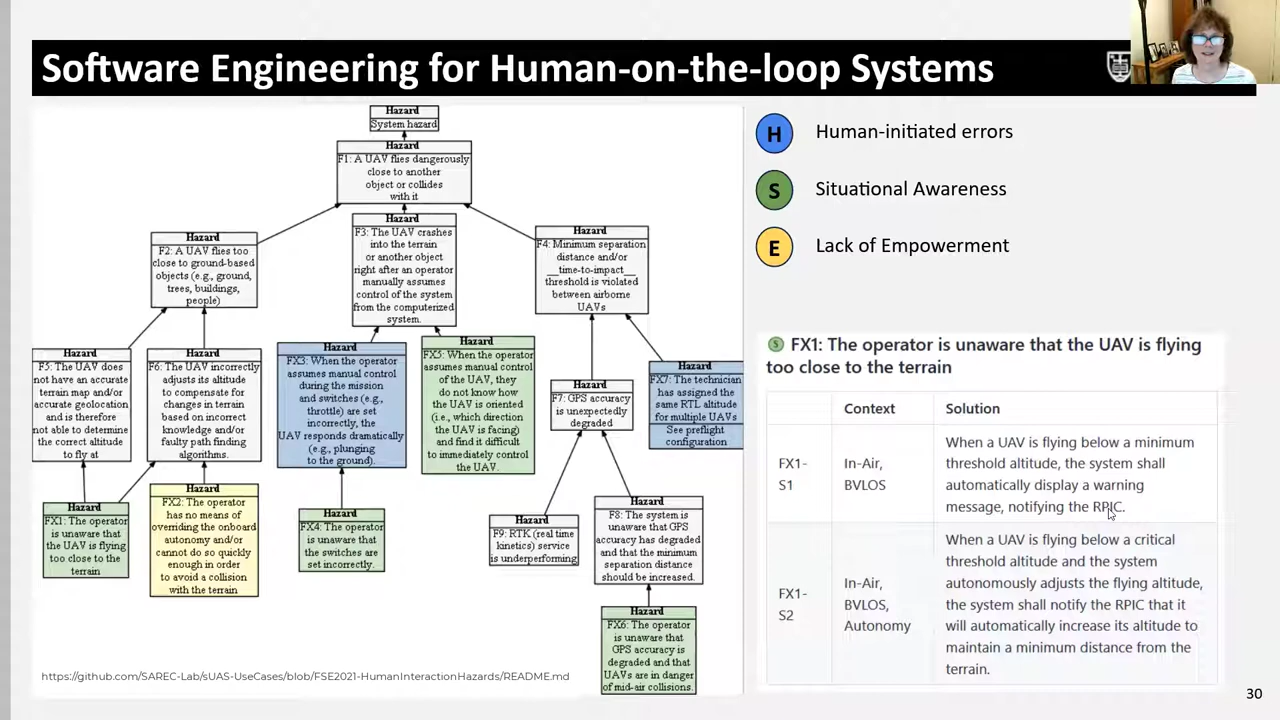 Software Engineering for Human-on-the-loop Systems
Hazard
System hazard
Hazard
F1: A UAV flies dangerously
close to another
object or collides
with it
Hazard
F2: A UAV flies too
close to ground-based
objects (e.g., ground,
trees, buildings,
people)
Hazard
F3: The UAV crashes
into the terrain
or another object
right after an operator
manually assumes
control of the system
from the computerized
system.
Hazard
F4: Minimum separation
distance and/or
__time-to-impact__
threshold is violated
between airborne
UAVs
Hazard
F5: The UAV does
not have an accurate
terrain map and/or
accurate geolocation
and is therefore
not able to determine
the correct altitude
to fly at
Hazard
F6: The UAV incorrectly
adjusts its altitude
to compensate for
changes in terrain
based on incorrect
knowledge and/or
faulty path finding
algorithms.
Hazard
FX3: When the operator
assumes manual control
during the mission
and switches (e.g.,
throttle) are set
incorrectly, the
UAV responds dramatically
(e.g., plunging
to the ground).
Hazard
FX5: When the operator
assumes manual control
of the UAV, they
do not know how
the UAV is oriented
(i.e., which direction
the UAV is facing)
and find it difficult
to immediately control
the UAV.
Hazard
F7: GPS accuracy
is unexpectedly
degraded
Hazard
FX7: The technician
has assigned the
same RTL altitude
for multiple UAVs
See preflight
configuration
Hazard
FX1: The operator
is unaware that
the UAV is flying
too close to the
terrain
Hazard
FX2: The operator
has no means of
overriding the onboard
autonomy and/or
cannot do so quickly
enough in order
to avoid a collision
with the terrain
Hazard
FX4: The operator
is unaware that
the switches are
set incorrectly.
Hazard
F9: RTK (real time
kinetics) service
is underperforming
Hazard
F8: The system is
unaware that GPS
accuracy has degraded
and that the minimum
separation distance
should be increased.
Hazard
FX6: The operator
is unaware that
GPS accuracy is
degraded and that
UAVs are in danger
of mid-air collisions.
https://github.com/SAREC-Lab/sUAS-UseCases/blob/FSE2021-HumanInteractionHazards/README.md
H Human-initiated errors
S Situational Awareness
E Lack of Empowerment
S FX1: The operator is unaware that the UAV is flying
too close to the terrain
Context Solution
FX1-
S1
In-Air,
BVLOS
When a UAV is flying below a minimum
threshold altitude, the system shall
automatically display a warning
message, notifying the RPIC.
FX1-
S2
In-Air,
BVLOS,
Autonomy
When a UAV is flying below a critical
threshold altitude and the system
autonomously adjusts the flying altitude,
the system shall notify the RPIC that it
will automatically increase its altitude to
maintain a minimum distance from the
terrain.
30